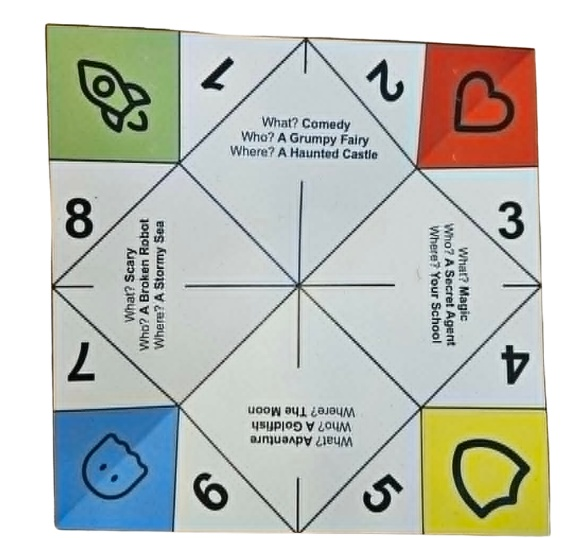 1
2
What? Comedy
Who? A Grumpy Fairy
Where? A Haunted Castle
8
3
What? Scary
Who? A Broken Robot
Where? A Stormy Sea
What? Magic
Who? A Secret Agent
Where? Your School
7
4
What? Adventure
Who? A Goldfish
Where? The Moon
6
5